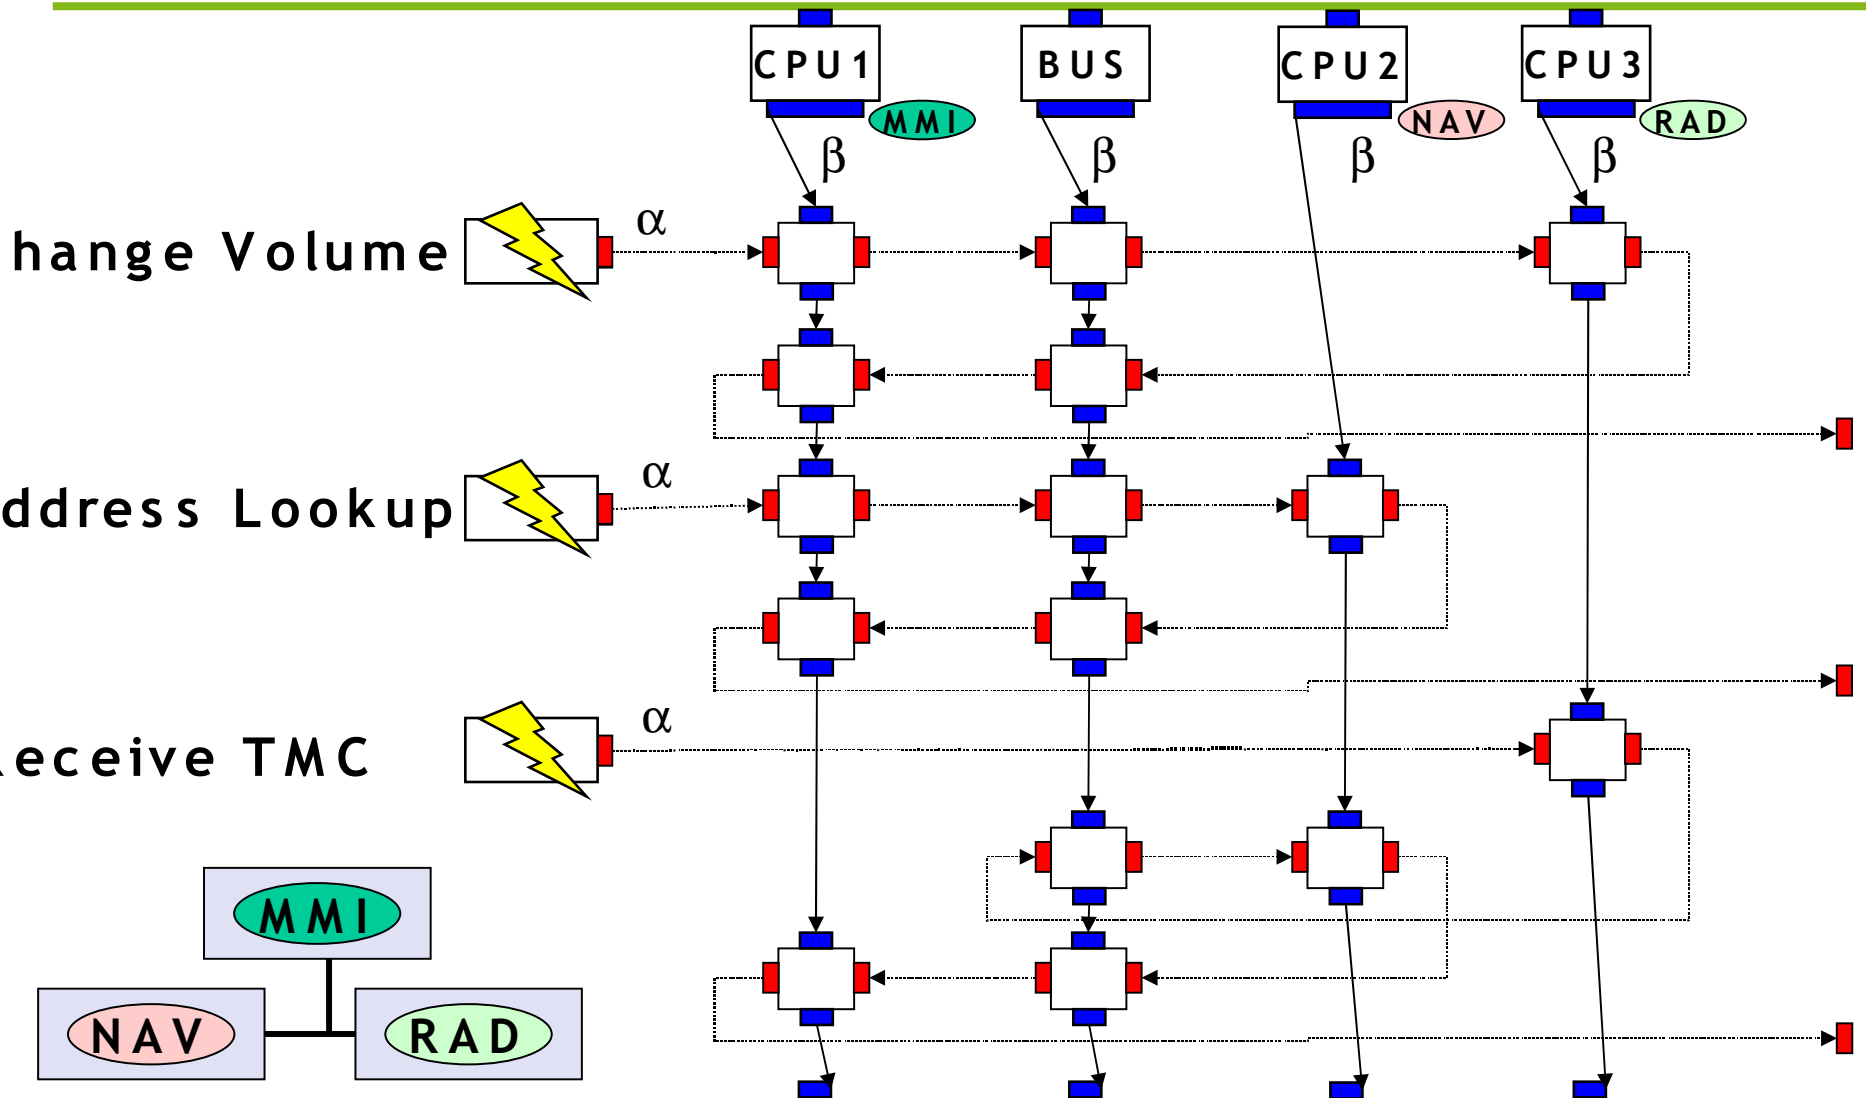 CPU1 BUS CPU2 CPU3
MMI NAV RAD
β β β β
α
hange Volume
α
ddress Lookup
α
eceive TMC
MMI
NAV RAD